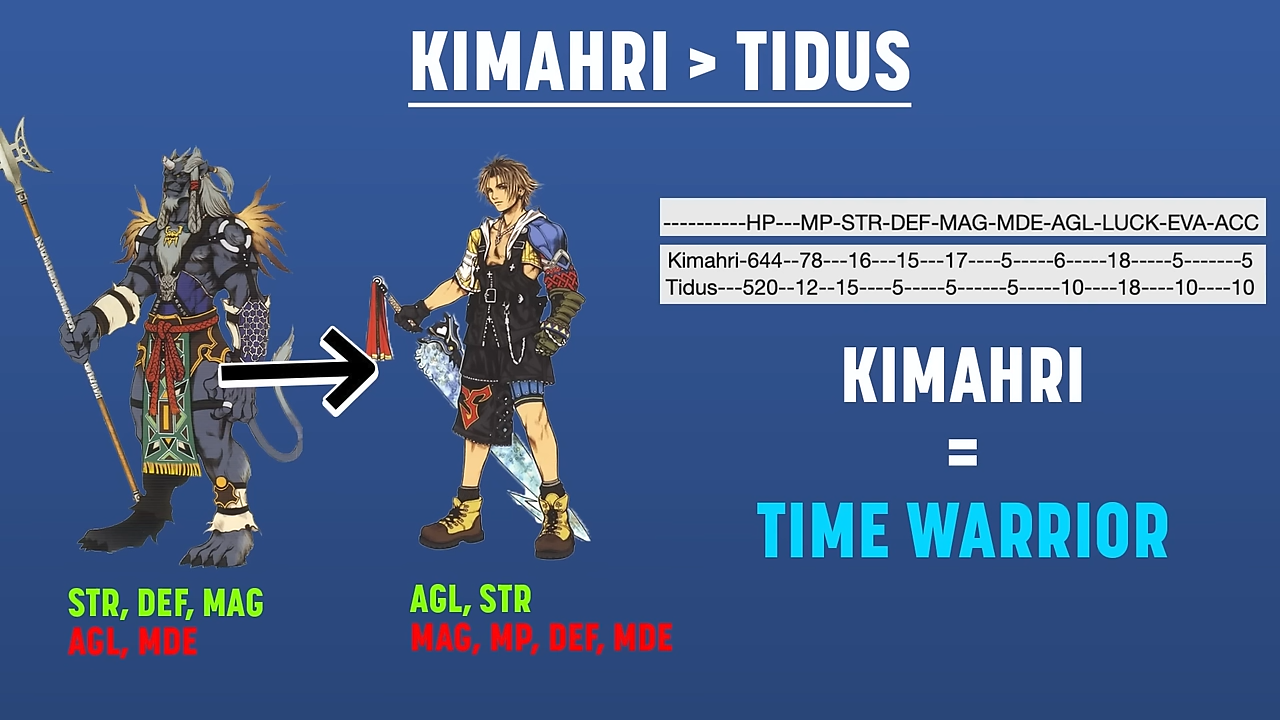 KIMAHRI > TIDUS
----------HP---MP-STR-DEF-MAG-MDE-AGL-LUCK-EVA-ACC
Kimahri-644--78---16---15---17----5-----6-----18-----5-------5
Tidus---520--12--15----5-----5------5-----10----18----10----10
KIMAHRI
=
TIME WARRIOR
STR, DEF, MAG
AGL, MDE
AGL, STR
MAG, MP, DEF, MDE